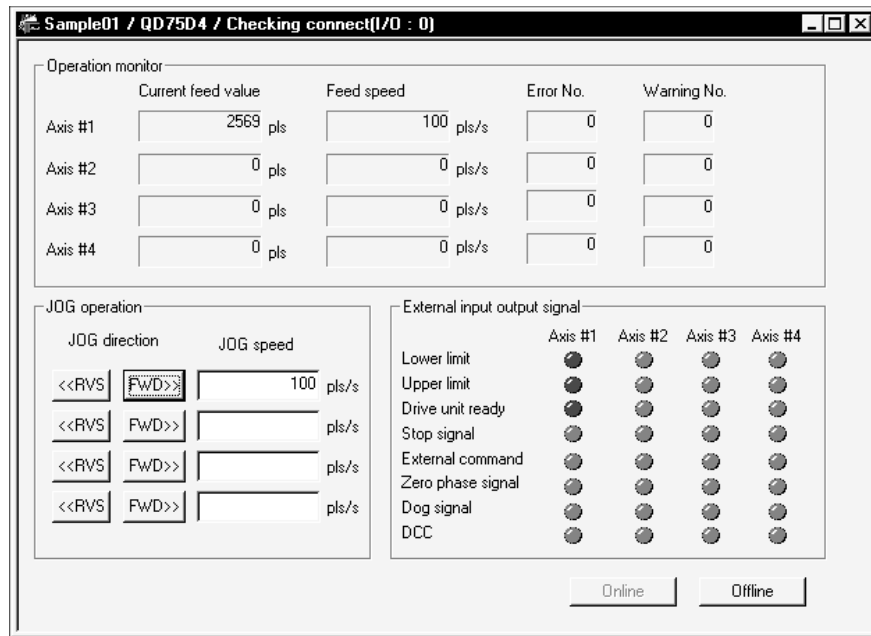 Sample01 / QD75D4 / Checking connect(I/O : 0)
Operation monitor
Current feed value Feed speed Error No. Warning No.
Axis #1 2569 pls 100 pls/s 0 0
Axis #2 0 pls 0 pls/s 0 0
Axis #3 0 pls 0 pls/s 0 0
Axis #4 0 pls 0 pls/s 0 0
JOG operation
JOG direction JOG speed
<<RVS FWD>> 100 pls/s
<<RVS FWD>> pls/s
<<RVS FWD>> pls/s
<<RVS FWD>> pls/s
External input output signal
Axis #1 Axis #2 Axis #3 Axis #4
Lower limit
Upper limit
Drive unit ready
Stop signal
External command
Zero phase signal
Dog signal
DCC
Online Offline